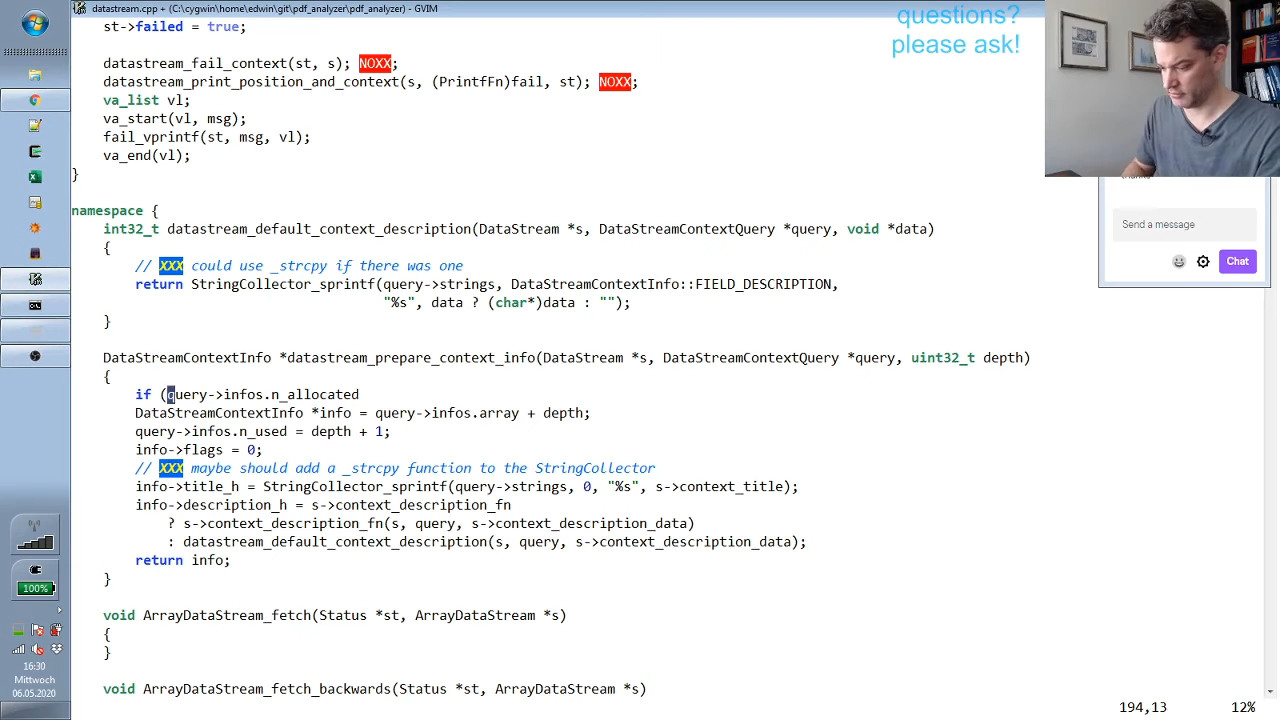 datastream.cpp + (C:\cygwin\home\edwin\git\pdf_analyzer\pdf_analyzer) - GVIM
questions?
please ask!
st->failed = true;
datastream_fail_context(st, s); NOXX;
datastream_print_position_and_context(s, (PrintfFn)fail, st); NOXX;
va_list vl;
va_start(vl, msg);
fail_vprintf(st, msg, vl);
va_end(vl);
}
namespace {
int32_t datastream_default_context_description(DataStream *s, DataStreamContextQuery *query, void *data)
{
// XXX could use _strcpy if there was one
return StringCollector_sprintf(query->strings, DataStreamContextInfo::FIELD_DESCRIPTION,
"%s", data ? (char*)data : "");
}
DataStreamContextInfo *datastream_prepare_context_info(DataStream *s, DataStreamContextQuery *query, uint32_t depth)
{
if (query->infos.n_allocated
DataStreamContextInfo *info = query->infos.array + depth;
query->infos.n_used = depth + 1;
info->flags = 0;
// XXX maybe should add a _strcpy function to the StringCollector
info->title_h = StringCollector_sprintf(query->strings, 0, "%s", s->context_title);
info->description_h = s->context_description_fn
? s->context_description_fn(s, query, s->context_description_data)
: datastream_default_context_description(s, query, s->context_description_data);
return info;
}
void ArrayDataStream_fetch(Status *st, ArrayDataStream *s)
{
}
void ArrayDataStream_fetch_backwards(Status *st, ArrayDataStream *s)
194,13 12%
Send a message
Chat
100%
16:30
Mittwoch
06.05.2020